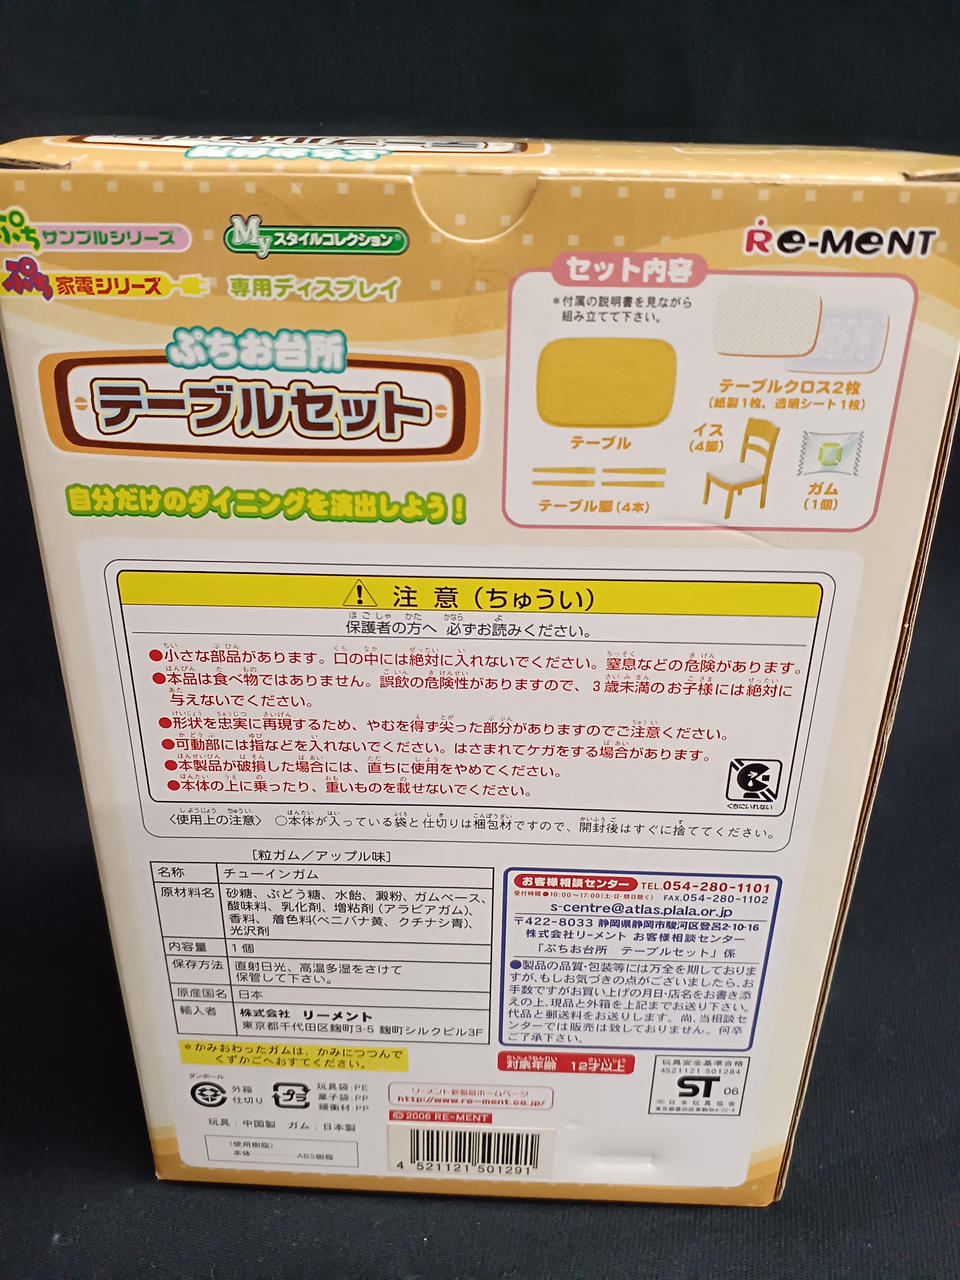 ぷちサンプルシリーズ
Myスタイルコレクション®
Re-MeNT
ぷち家電シリーズ
専用ディスプレイ
ぷちお台所
テーブルセット
自分だけのダイニングを演出しよう！
セット内容
＊付属の説明書を見ながら
組み立てて下さい。
テーブルクロス2枚
(紙製1枚、透明シート1枚)
テーブル
イス
(4脚)
テーブル脚(4本)
ガム
(1個)
注意(ちゅうい)
保護者の方へ 必ずお読みください。
●小さな部品があります。口の中には絶対に入れないでください。窒息などの危険があります。
●本品は食べ物ではありません。誤飲の危険性がありますので、3歳未満のお子様には絶対に
与えないでください。
●形状を忠実に再現するため、やむを得ず尖った部分がありますのでご注意ください。
●可動部には指などを入れないでください。はさまれてケガをする場合があります。
●本製品が破損した場合には、直ちに使用をやめてください。
●本体の上に乗ったり、重いものを載せないでください。
くちにいれない
〈使用上の注意〉 ○本体が入っている袋と仕切りは梱包材ですので、開封後はすぐに捨ててください。
[粒ガム／アップル味]
名称 チューインガム
原材料名 砂糖、ぶどう糖、水飴、澱粉、ガムベース、
酸味料、乳化剤、増粘剤(アラビアガム)、
香料、着色料(ベニバナ黄、クチナシ青)、
光沢剤
内容量 1個
保存方法 直射日光、高温多湿をさけて
保管して下さい。
原産国名 日本
輸入者 株式会社 リーメント
東京都千代田区麹町3-5 麹町シルクビル3F
＊かみおわったガムは、かみにつつんで
くずかごへおすてください。
お客様相談センター TEL.054-280-1101
受付時間●10:00〜17:00(土・日・祭日除く) FAX.054-280-1102
s-centre@atlas.plala.or.jp
〒422-8033 静岡県静岡市駿河区登呂2-10-16
株式会社リーメント お客様相談センター
「ぷちお台所 テーブルセット」係
●製品の品質・包装等には万全を期しておりま
すが、もしお気づきの点がございましたら、お
手数ですがお買い上げの月日・店名をお書き添
えの上、現品と外箱を上記までお送り下さい。
代品と郵送料をお送りします。尚、当相談セ
ンターでは販売は致しておりません。何卒
ご了承下さい。
対象年齢 12才以上
玩具安全基準合格
4521121 501284
ST 06
(社)日本玩具協会
東京都墨田区東駒形4-22-4
ダンボール
外箱
仕切り
プラ
玩具袋:PE
菓子袋:PP
緩衝材:PP
玩具：中国製 ガム：日本製
〈使用樹脂〉
本体 ABS樹脂
リーメント新製品ホームページ
http://www.re-ment.co.jp/
©2006 RE-MENT
4 521121 501291